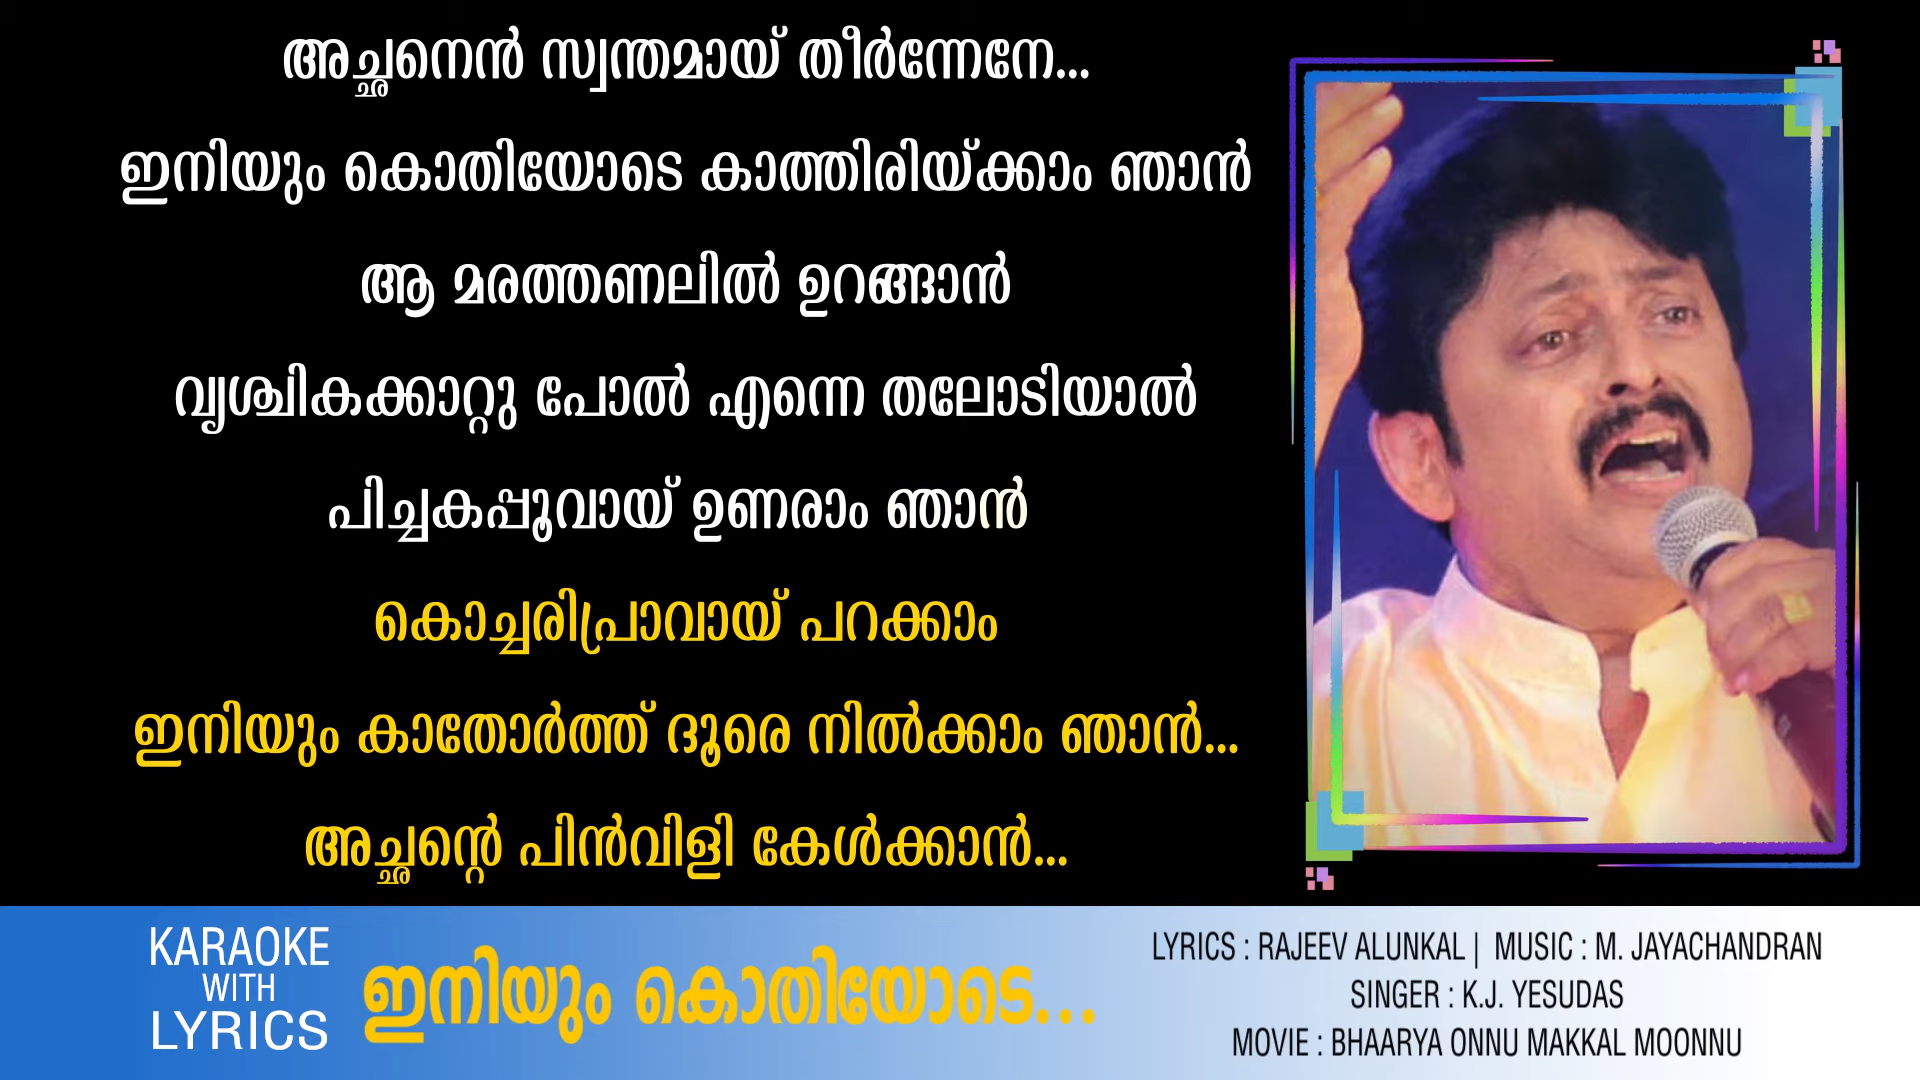 അച്ഛനെൻ സ്വന്തമായ് തീർന്നേനേ...
ഇനിയും കൊതിയോടെ കാത്തിരിയ്ക്കാം ഞാൻ
ആ മരത്തണലിൽ ഉറങ്ങാൻ
വൃശ്ചികക്കാറ്റു പോൽ എന്നെ തലോടിയാൽ
പിച്ചകപ്പൂവായ് ഉണരാം ഞാൻ
കൊച്ചരിപ്രാവായ് പറക്കാം
ഇനിയും കാതോർത്ത് ദൂരെ നിൽക്കാം ഞാൻ...
അച്ഛന്റെ പിൻവിളി കേൾക്കാൻ...
KARAOKE
WITH
LYRICS
ഇനിയും കൊതിയോടെ...
LYRICS : RAJEEV ALUNKAL | MUSIC : M. JAYACHANDRAN
SINGER : K.J. YESUDAS
MOVIE : BHAARYA ONNU MAKKAL MOONNU